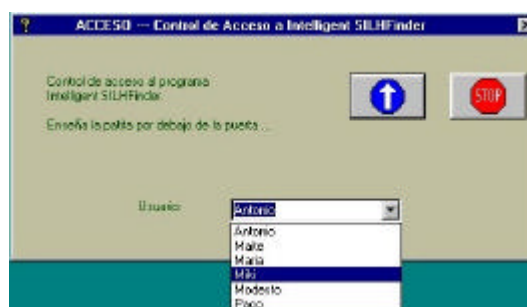 ACCESO --- Control de Acceso a Intelligent SILHFinder
Control de acceso al programa
Intelligent SILHFinder
STOP
Enseña la patita por debajo de la puerta ...
Usuario
Antonio
Antonio
Maite
Maria
Miki
Modesto
Paco